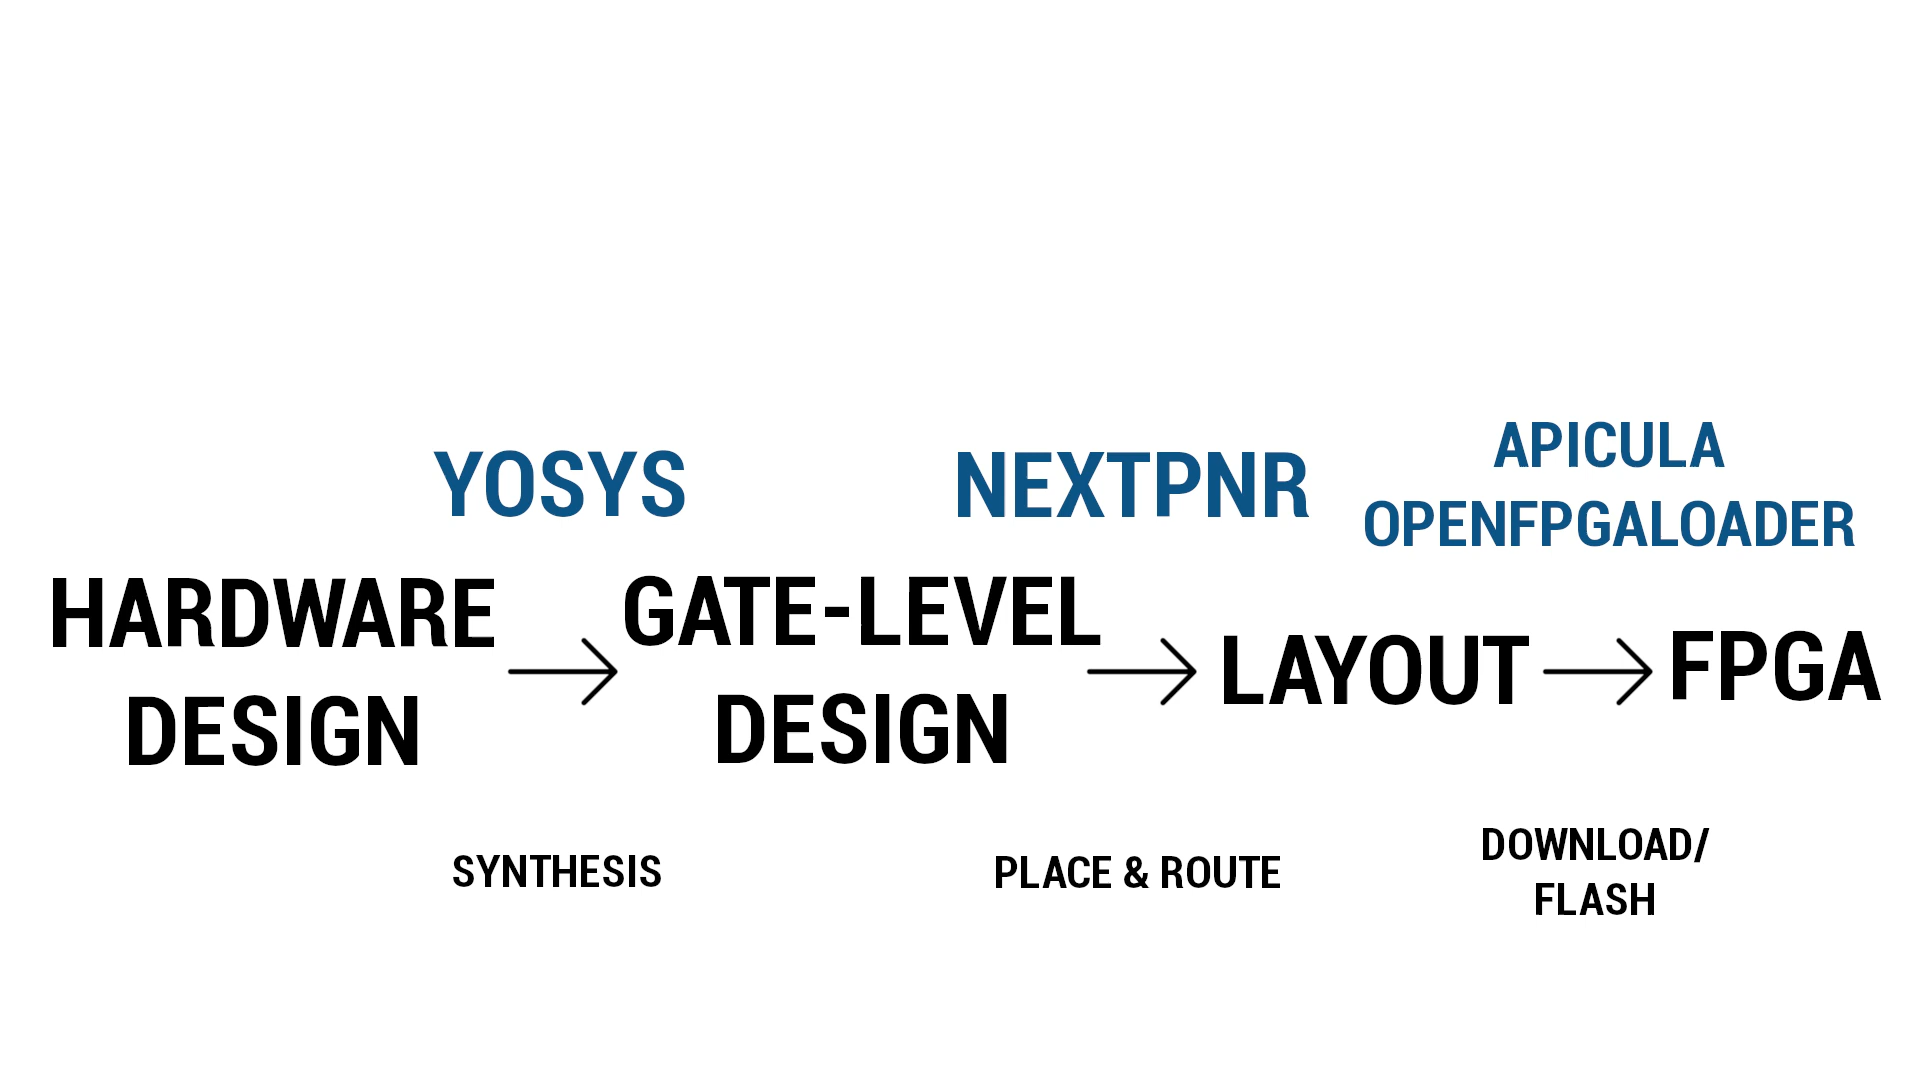 YOSYS
NEXTPNR
APICULA
OPENFPGALOADER
HARDWARE
DESIGN
GATE-LEVEL
DESIGN
LAYOUT
FPGA
SYNTHESIS
PLACE & ROUTE
DOWNLOAD/
FLASH